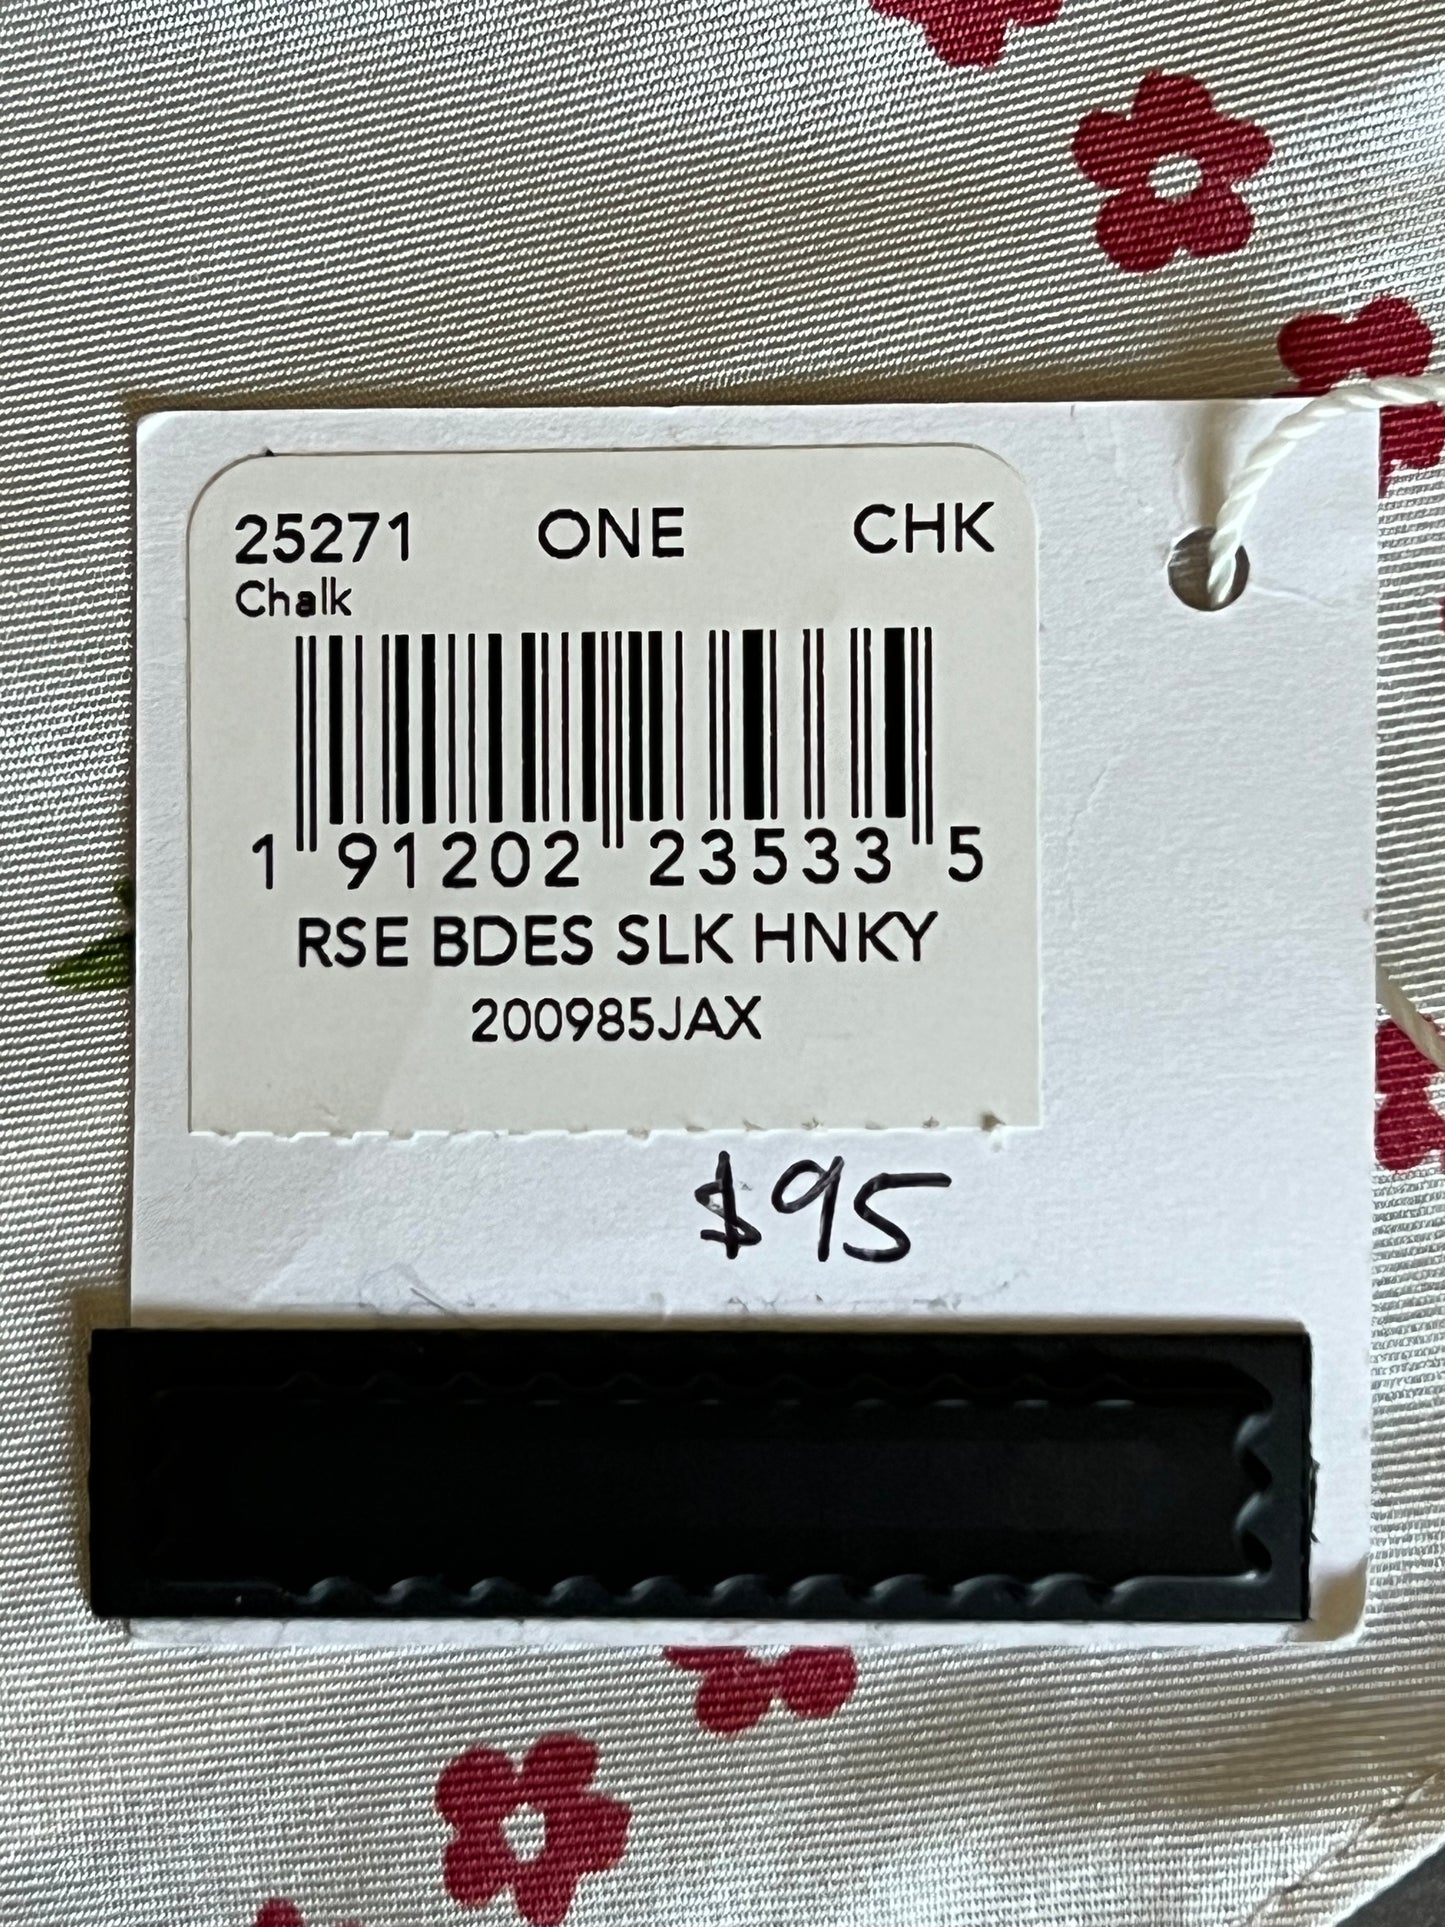 25271 ONE CHK
Chalk
1 91202 23533 5
RSE BDES SLK HNKY
200985JAX
$95